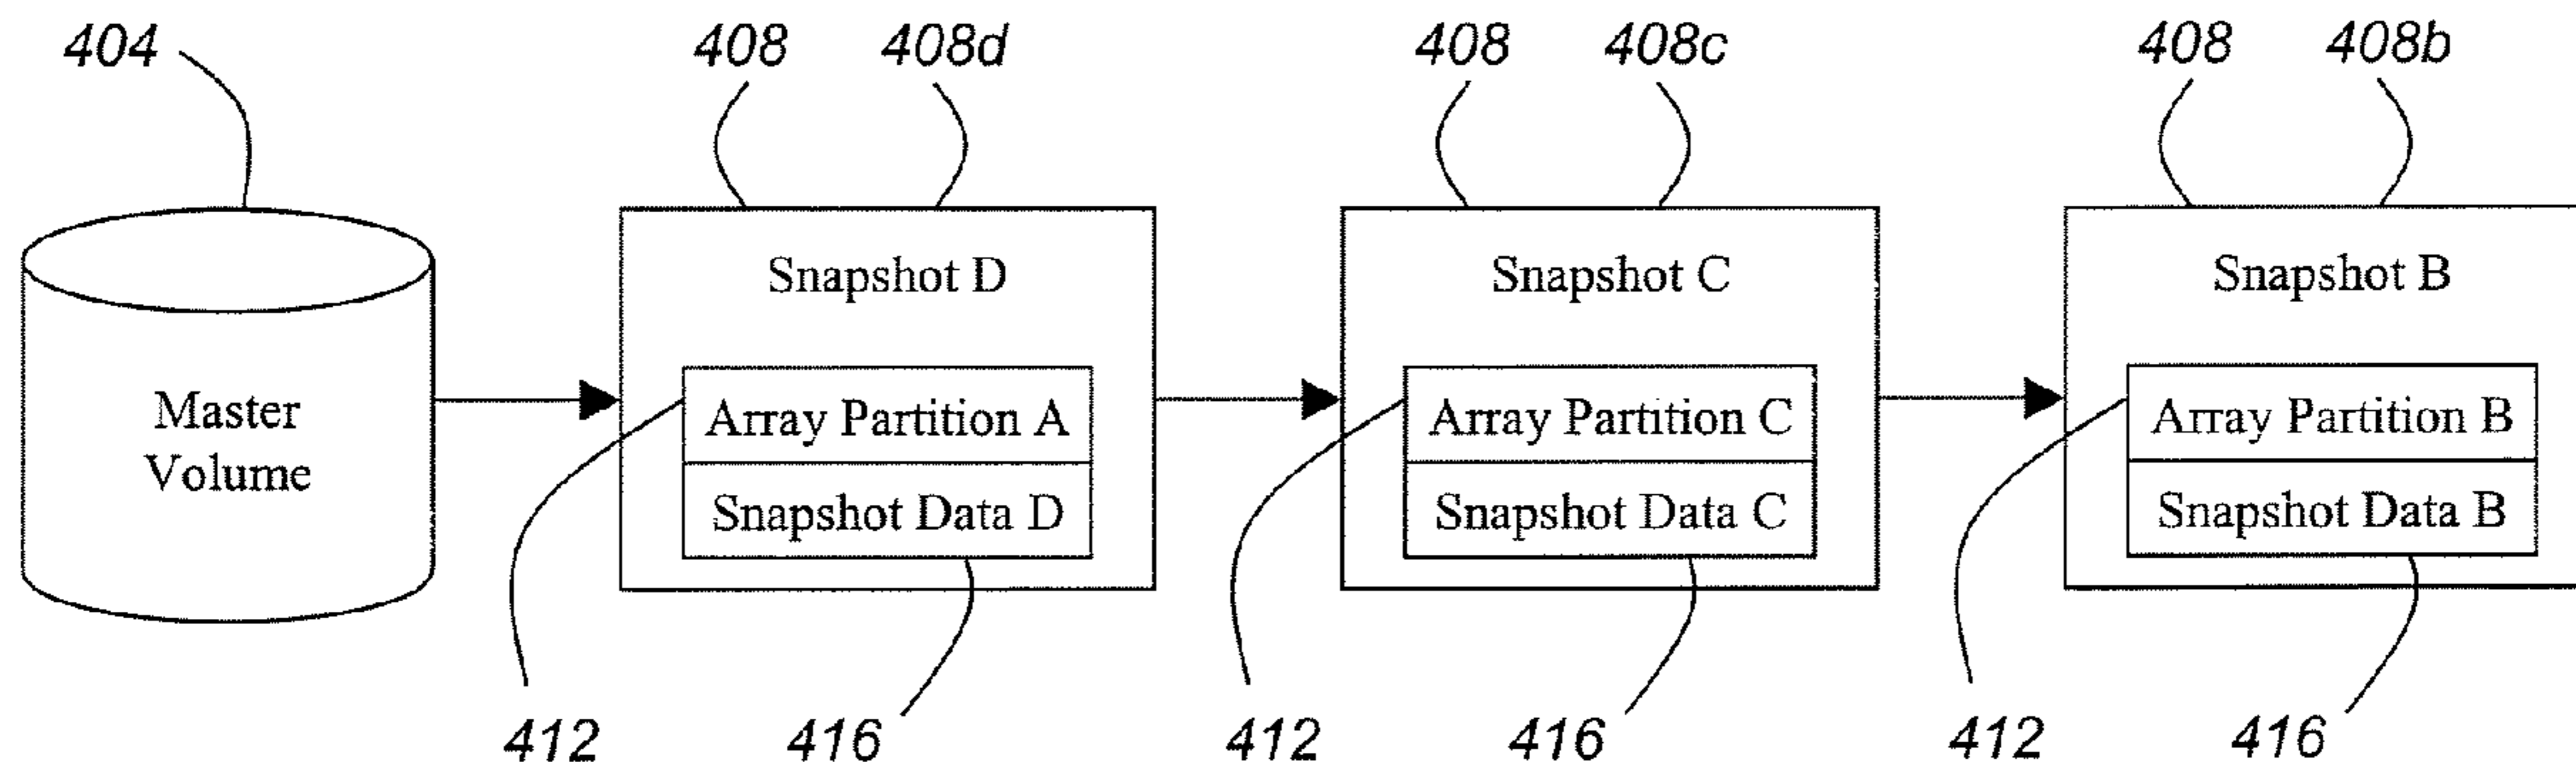 404 408 408d 408 408c 408 408b
Snapshot D Snapshot C Snapshot B
Master
Volume
Array Partition A
Snapshot Data D
Array Partition C
Snapshot Data C
Array Partition B
Snapshot Data B
412 416 412 416 412 416